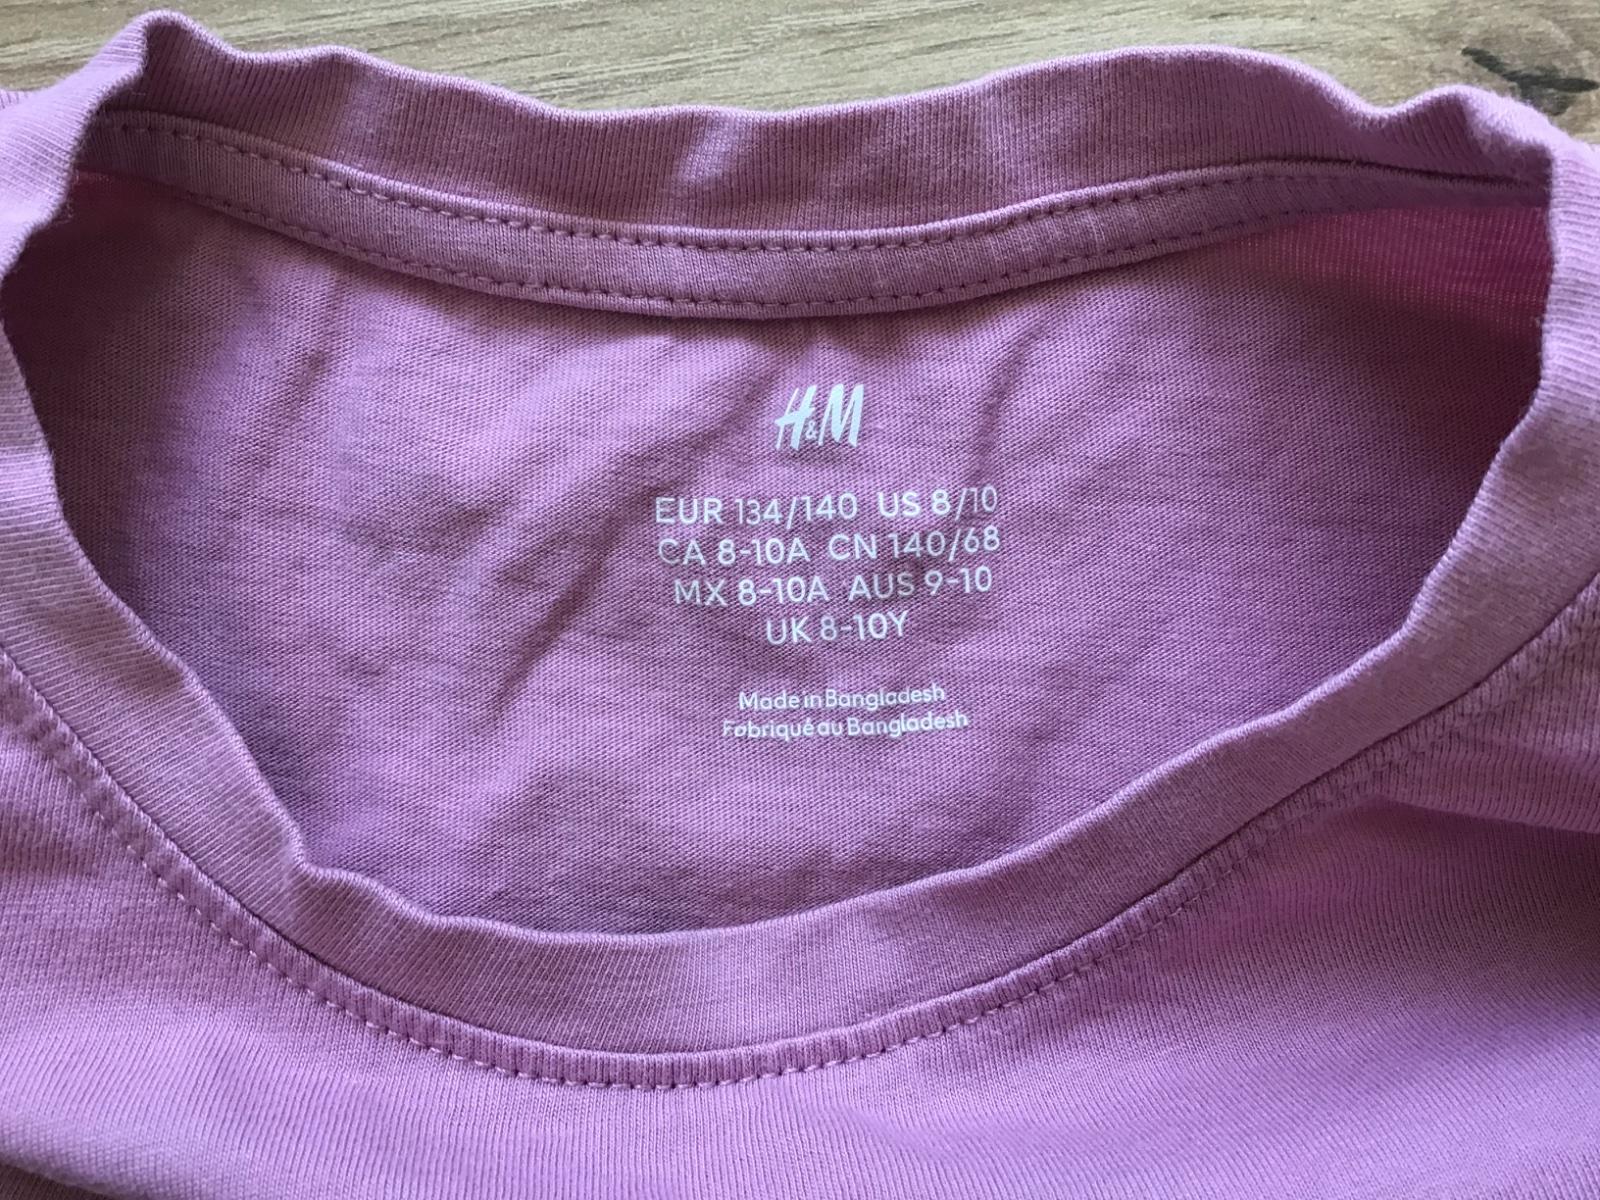 H&M
EUR 134/140 US 8/10
CA 8-10A CN 140/68
MX 8-10A AUS 9-10
UK 8-10Y
Made in Bangladesh
Fabriqué au Bangladesh